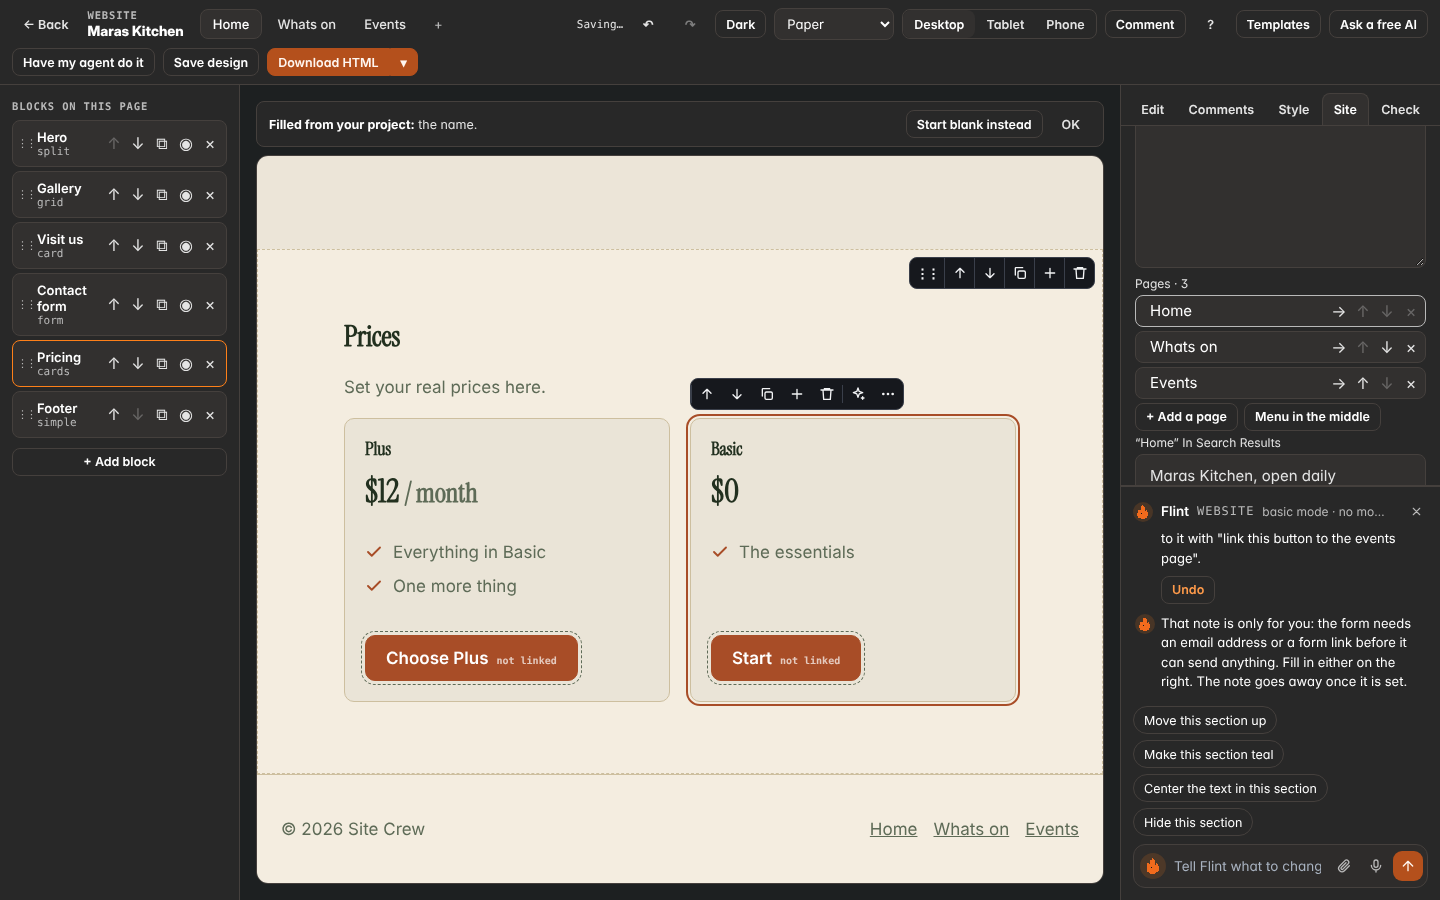 ← Back
WEBSITE
Maras Kitchen
Home
Whats on
Events
+
Saving…
Dark
Paper
Desktop
Tablet
Phone
Comment
?
Templates
Ask a free AI
Have my agent do it
Save design
Download HTML
BLOCKS ON THIS PAGE
Hero
split
Gallery
grid
Visit us
card
Contact
form
form
Pricing
cards
Footer
simple
+ Add block
Filled from your project: the name.
Start blank instead
OK
Prices
Set your real prices here.
Plus
$12 / month
Everything in Basic
One more thing
Choose Plus not linked
Basic
$0
The essentials
Start not linked
© 2026 Site Crew
Home
Whats on
Events
Edit
Comments
Style
Site
Check
Pages · 3
Home
Whats on
Events
+ Add a page
Menu in the middle
“Home” In Search Results
Maras Kitchen, open daily
Flint WEBSITE basic mode · no mo…
to it with "link this button to the events
page".
Undo
That note is only for you: the form needs
an email address or a form link before it
can send anything. Fill in either on the
right. The note goes away once it is set.
Move this section up
Make this section teal
Center the text in this section
Hide this section
Tell Flint what to chang